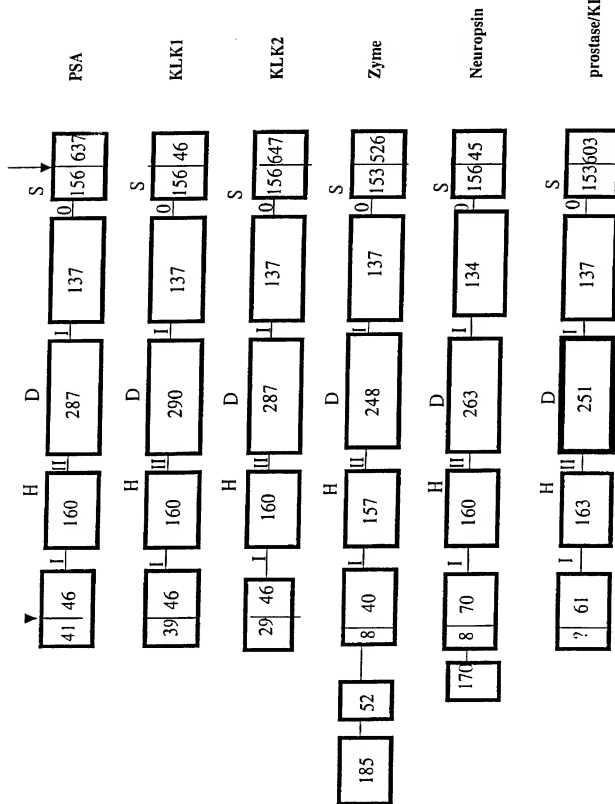 H D S
41 46 I 160 II 287 I 137 0 156 637 PSA
H D S
39 46 I 160 II 290 I 137 0 156 46 KLK1
H D S
29 46 I 160 II 287 I 137 0 156 647 KLK2
H D S
185 52 8 40 I 157 II 248 I 137 0 153 526 Zyme
H D S
170 8 70 I 160 II 263 I 134 0 156 45 Neuropsin
H D S
? 61 I 163 II 251 I 137 0 153 603 prostase/K